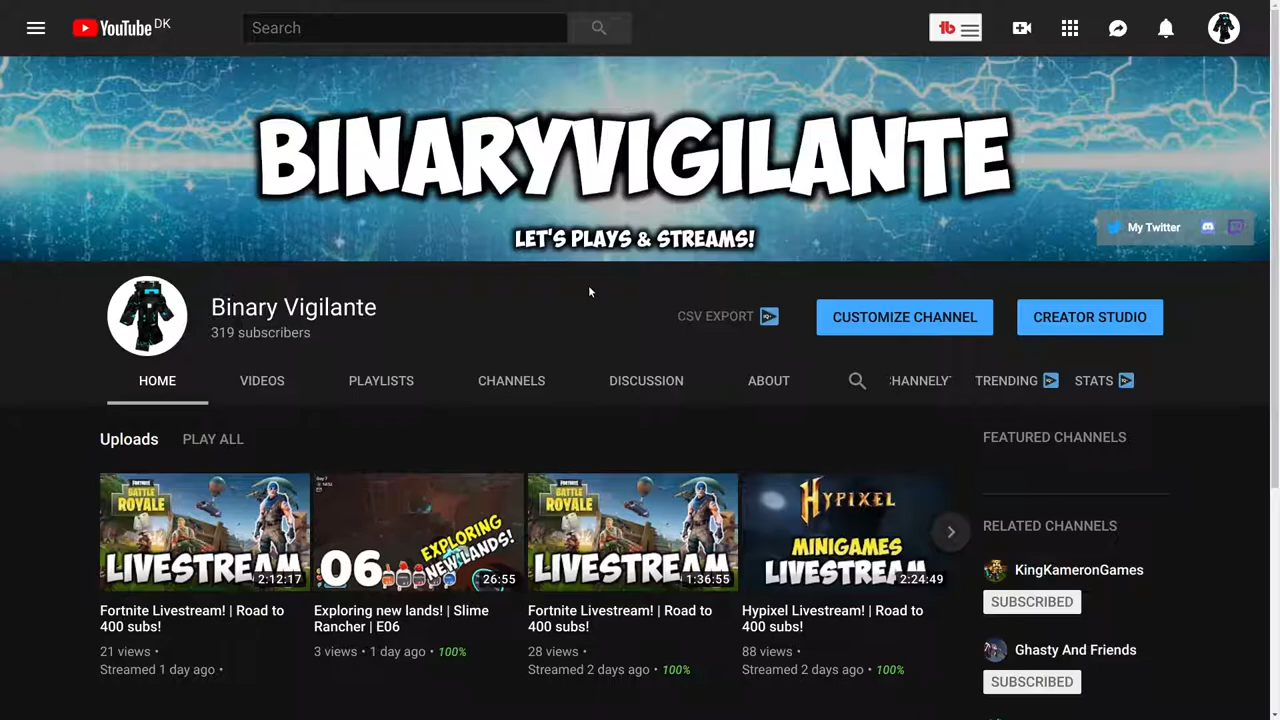 YouTube DK
Search
tb
BINARYVIGILANTE
LET'S PLAYS & STREAMS!
My Twitter
Binary Vigilante
319 subscribers
CSV EXPORT
CUSTOMIZE CHANNEL
CREATOR STUDIO
HOME
VIDEOS
PLAYLISTS
CHANNELS
DISCUSSION
ABOUT
TRENDING
STATS
Uploads
PLAY ALL
FORTNITE
BATTLE
ROYALE
LIVESTREAM
2:12:17
Fortnite Livestream! | Road to
400 subs!
21 views •
Streamed 1 day ago •
EXPLORING
NEW LANDS!
06
26:55
Exploring new lands! | Slime
Rancher | E06
3 views • 1 day ago • 100%
FORTNITE
BATTLE
ROYALE
LIVESTREAM
1:36:55
Fortnite Livestream! | Road to
400 subs!
28 views •
Streamed 2 days ago • 100%
HYPIXEL
MINIGAMES
LIVESTREAM
2:24:49
Hypixel Livestream! | Road to
400 subs!
88 views •
Streamed 2 days ago • 100%
FEATURED CHANNELS
RELATED CHANNELS
KingKameronGames
SUBSCRIBED
Ghasty And Friends
SUBSCRIBED